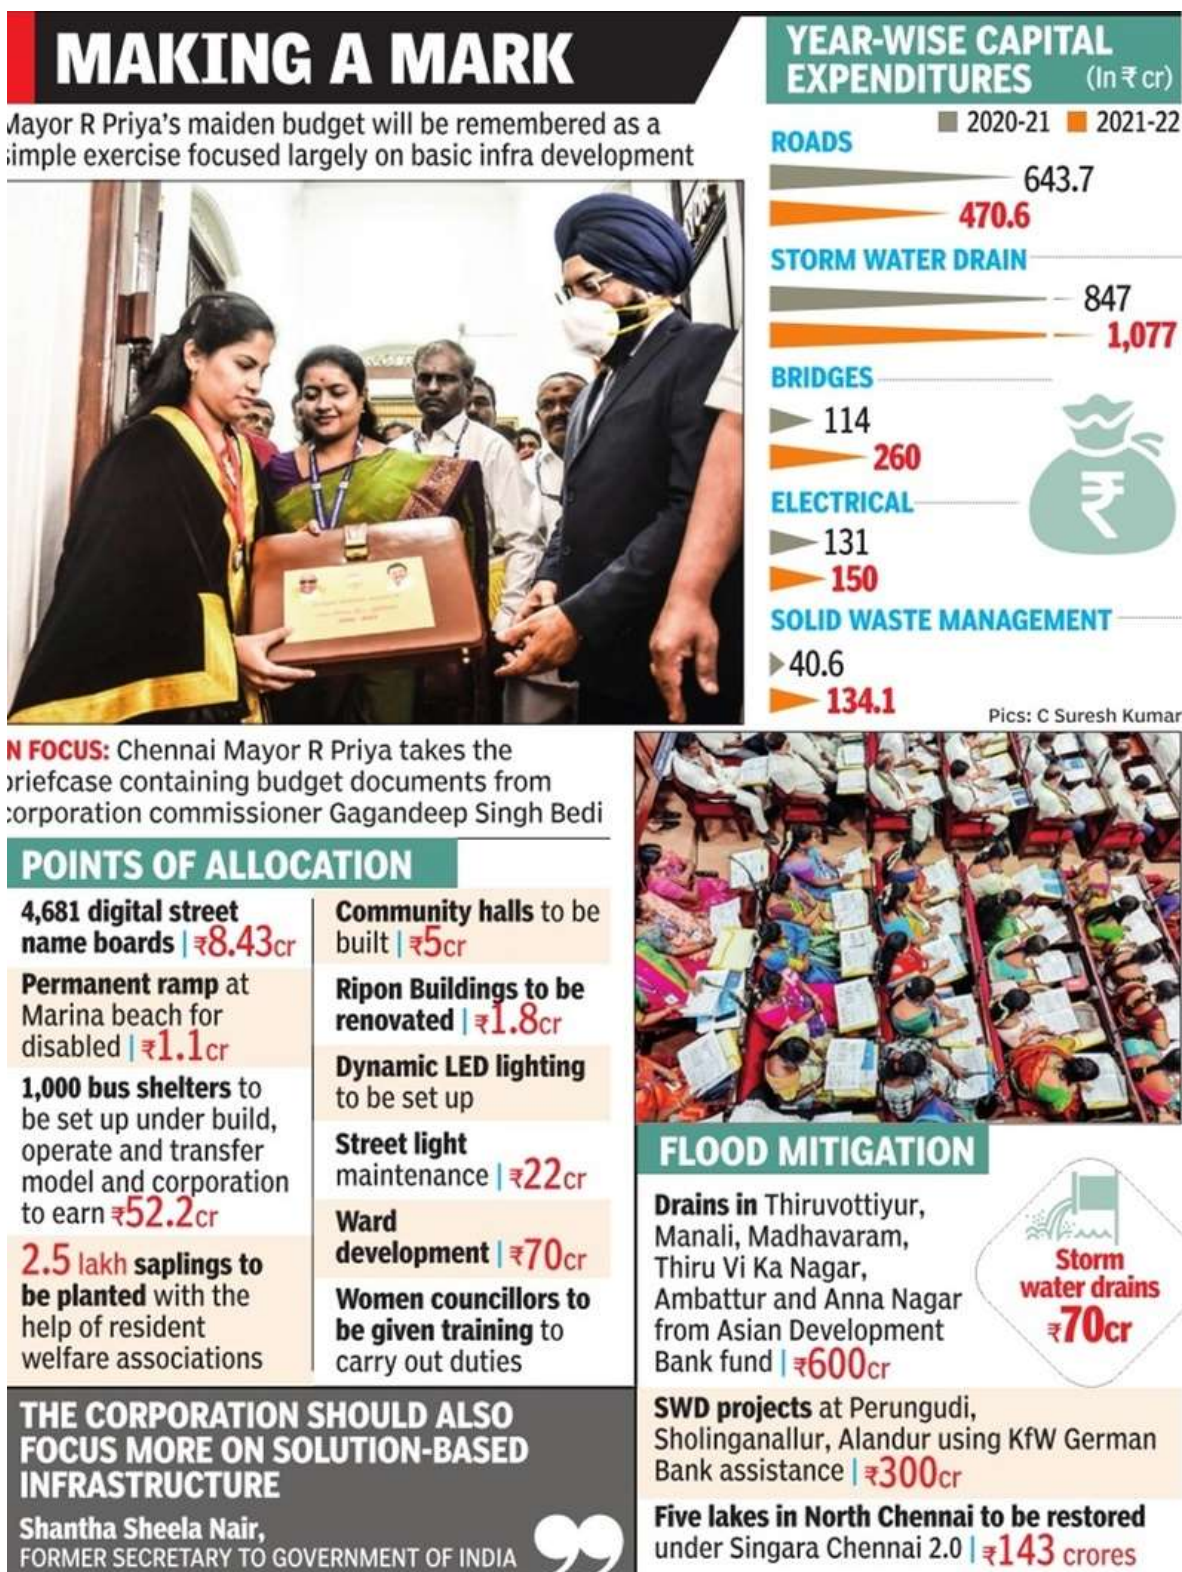 MAKING A MARK
Mayor R Priya's maiden budget will be remembered as a
simple exercise focused largely on basic infra development
YEAR-WISE CAPITAL
EXPENDITURES (In ₹ cr)
2020-21 2021-22
ROADS
643.7
470.6
STORM WATER DRAIN
847
1,077
BRIDGES
114
260
₹
ELECTRICAL
131
150
SOLID WASTE MANAGEMENT
40.6
134.1
Pics: C Suresh Kumar
N FOCUS: Chennai Mayor R Priya takes the
briefcase containing budget documents from
corporation commissioner Gagandeep Singh Bedi
POINTS OF ALLOCATION
4,681 digital street
name boards | ₹8.43cr
Permanent ramp at
Marina beach for
disabled | ₹1.1cr
1,000 bus shelters to
be set up under build,
operate and transfer
model and corporation
to earn ₹52.2cr
2.5 lakh saplings to
be planted with the
help of resident
welfare associations
Community halls to be
built | ₹5cr
Ripon Buildings to be
renovated | ₹1.8cr
Dynamic LED lighting
to be set up
Street light
maintenance | ₹22cr
Ward
development | ₹70cr
Women councillors to
be given training to
carry out duties
THE CORPORATION SHOULD ALSO
FOCUS MORE ON SOLUTION-BASED
INFRASTRUCTURE
Shantha Sheela Nair,
FORMER SECRETARY TO GOVERNMENT OF INDIA
FLOOD MITIGATION
Drains in Thiruvottiyur,
Manali, Madhavaram,
Thiru Vi Ka Nagar,
Ambattur and Anna Nagar
from Asian Development
Bank fund | ₹600cr
Storm
water drains
₹70cr
SWD projects at Perungudi,
Sholinganallur, Alandur using KfW German
Bank assistance | ₹300cr
Five lakes in North Chennai to be restored
under Singara Chennai 2.0 | ₹143 crores